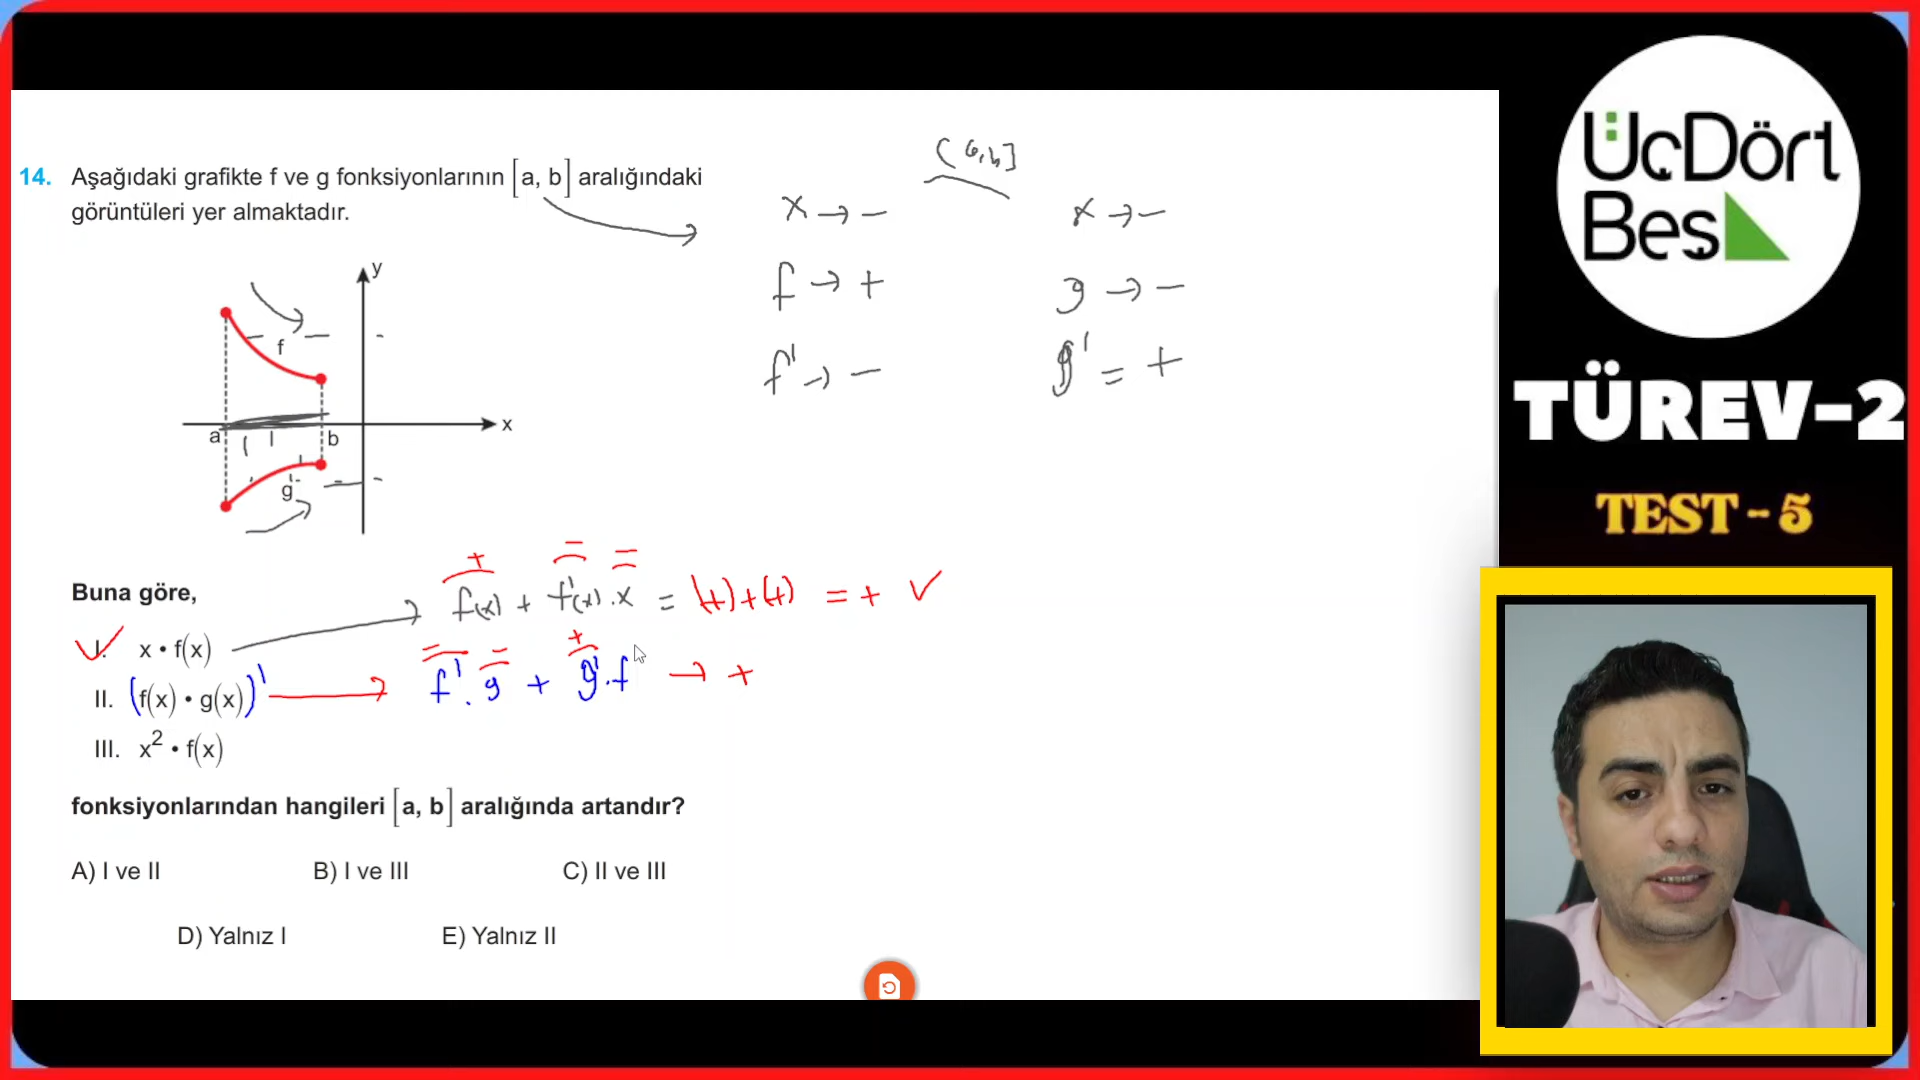 14. Aşağıdaki grafikte f ve g fonksiyonlarının [a, b] aralığındaki
görüntüleri yer almaktadır.
y
f
a
b
x
g
(a,b]
x → −
x → −
f → +
g → −
f' → −
g' = +
Buna göre,
f(x) + f'(x).x = (+)+(+) = + ✓
I. x • f(x)
f'.g + g'.f → +
II. (f(x) • g(x))'
III. x² • f(x)
fonksiyonlarından hangileri [a, b] aralığında artandır?
A) I ve II B) I ve III C) II ve III
D) Yalnız I E) Yalnız II
ÜçDört
Beş
TÜREV-2
TEST - 5